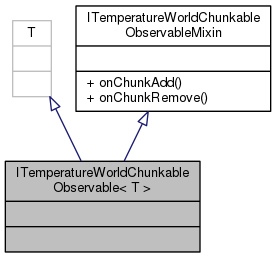 T
ITemperatureWorldChunkable
ObservableMixin
+ onChunkAdd()
+ onChunkRemove()
ITemperatureWorldChunkable
Observable< T >